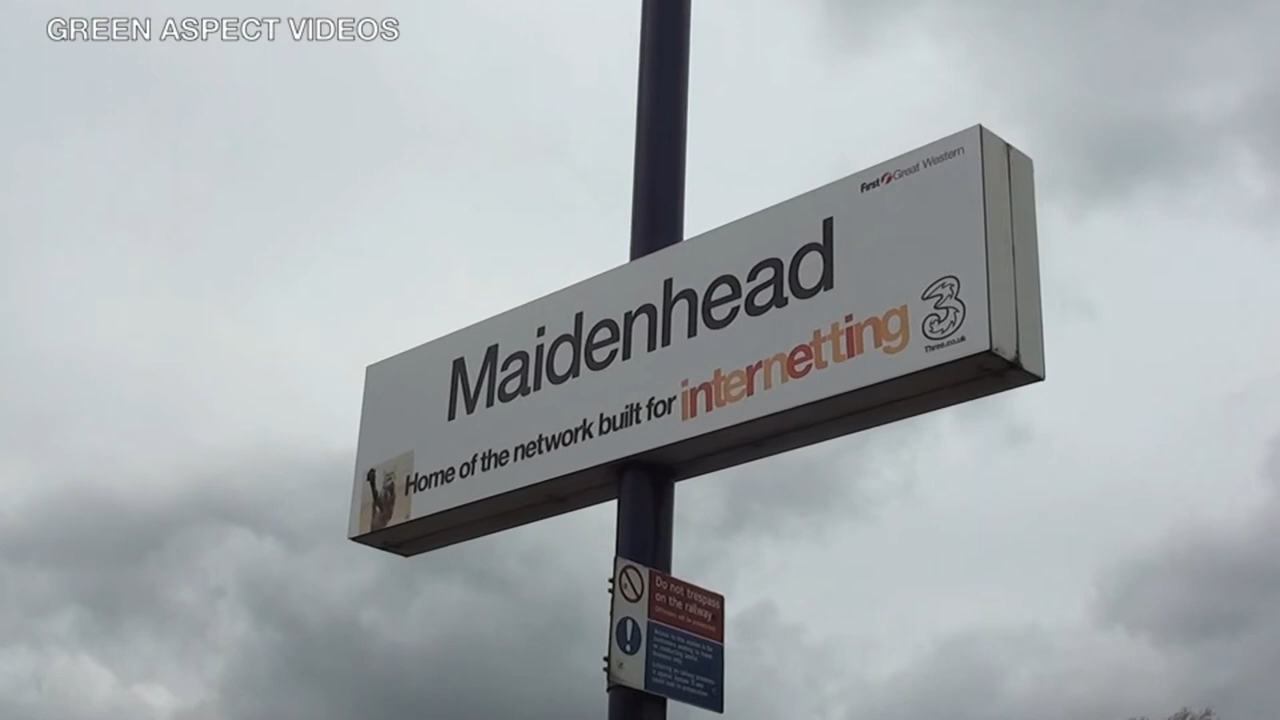 GREEN ASPECT VIDEOS
First Great Western
Maidenhead
Home of the network built for internetting
3
Three.co.uk
Do not trespass
on the railway